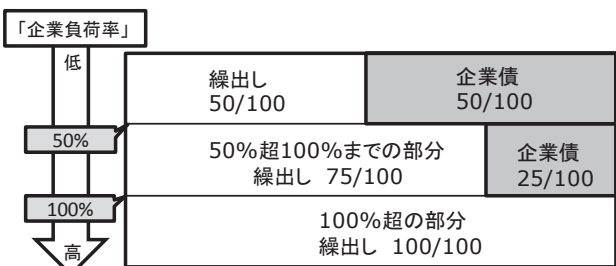 「企業負荷率」
低
繰出し
50/100
企業債
50/100
50%
50%超100%までの部分
繰出し 75/100
企業債
25/100
100%
100%超の部分
繰出し 100/100
高